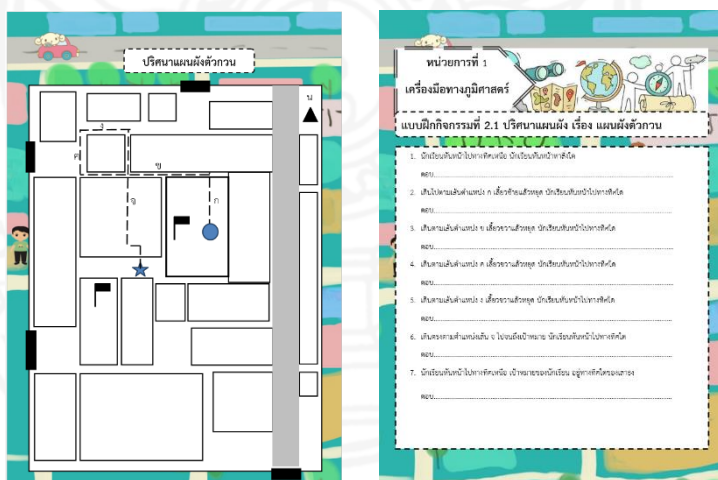 ปริศนาแผนผังตัวกวน
น
ง
ค
ข
จ
ก
หน่วยการที่ 1
เครื่องมือทางภูมิศาสตร์
แบบฝึกกิจกรรมที่ 2.1 ปริศนาแผนผัง เรื่อง แผนผังตัวกวน
1. นักเรียนหันหน้าไปทางทิศเหนือ นักเรียนหันหน้าหาสิ่งใด
ตอบ
2. เดินไปตามเส้นตำแหน่ง ก เลี้ยวซ้ายแล้วหยุด นักเรียนหันหน้าไปทางทิศใด
ตอบ
3. เดินตามเส้นตำแหน่ง ข เลี้ยวขวาแล้วหยุด นักเรียนหันหน้าไปทางทิศใด
ตอบ
4. เดินตามเส้นตำแหน่ง ค เลี้ยวขวาแล้วหยุด นักเรียนหันหน้าไปทางทิศใด
ตอบ
5. เดินตามเส้นตำแหน่ง ง เลี้ยวขวาแล้วหยุด นักเรียนหันหน้าไปทางทิศใด
ตอบ
6. เดินตรงตามตำแหน่งเส้น จ ไปจนถึงเป้าหมาย นักเรียนหันหน้าไปทางทิศใด
ตอบ
7. นักเรียนหันหน้าไปทางทิศเหนือ เป้าหมายของนักเรียน อยู่ทางทิศใดของเสาธง
ตอบ